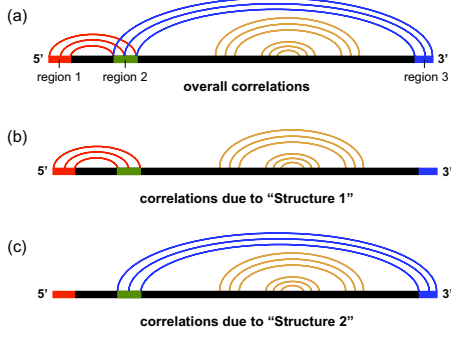 (a)
5’ 3’
region 1 region 2 region 3
overall correlations
(b)
5’ 3’
correlations due to “Structure 1”
(c)
5’ 3’
correlations due to “Structure 2”